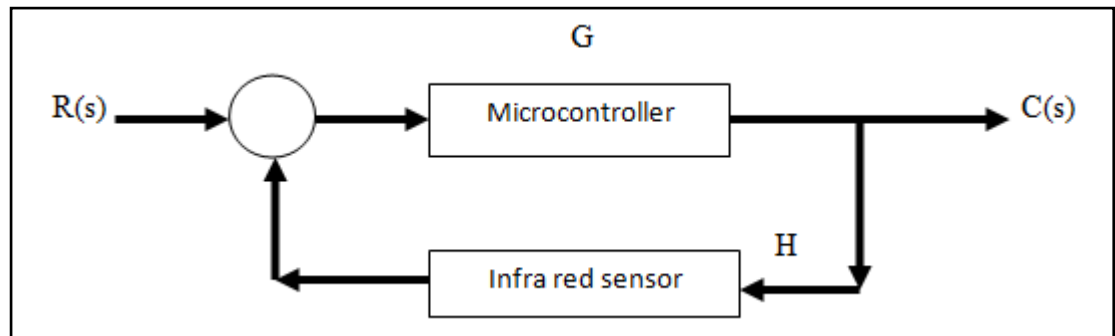 G
R(s)
Microcontroller
C(s)
H
Infra red sensor